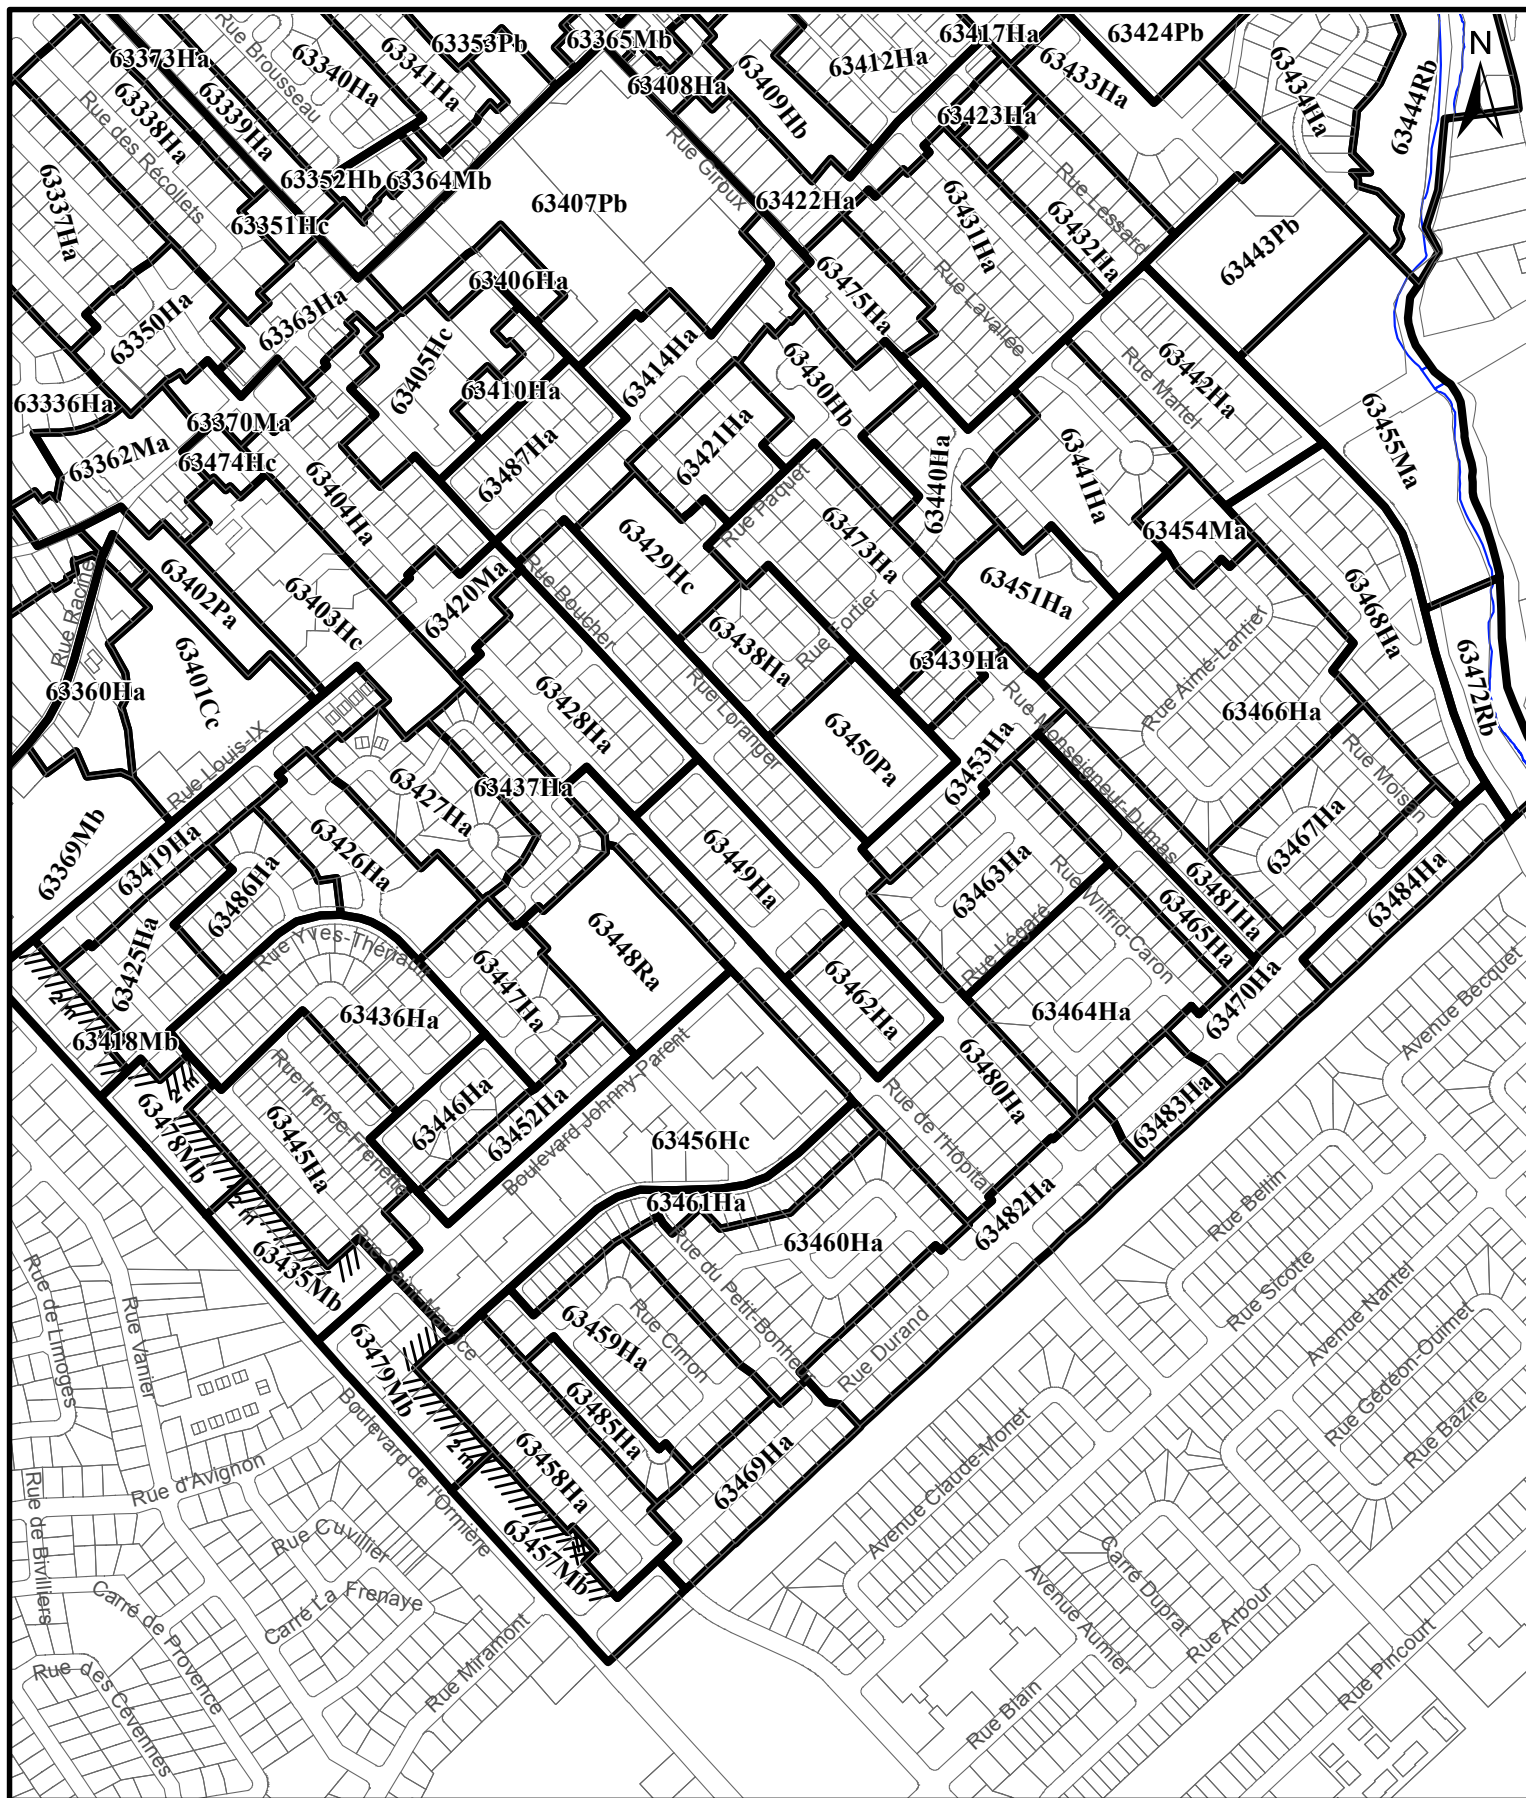 63373Ha
Rue Brousseau
63340Ha
63341Ha
63353Pb
63365Mb
63408Ha
63409Hb
63412Ha
63417Ha
63433Ha
63424Pb
63434Ha
63444Rb
N
63338Ha
63339Ha
Rue des Récollets
63337Ha
63352Hb
63364Mb
63351Hc
63407Pb
Rue Giroux
63422Ha
63423Ha
63431Ha
Rue Lessard
63432Ha
63443Pb
63350Ha
63363Ha
63406Ha
63405Hc
63410Ha
63414Ha
63475Ha
Rue Lavallée
63430Hb
Rue Martel
63442Ha
63336Ha
63370Ma
63362Ma
63474Hc
63404Ha
63487Ha
63421Ha
63440Ha
63441Ha
63455Ma
63454Ma
Rue Paquet
63473Ha
63429Hc
63451Ha
63402Pa
63403Hc
63420Ma
Rue Boucher
Rue Racine
63360Ha
63401Cc
63438Ha
Rue Fortier
63439Ha
Rue Aimé-Lantier
63468Ha
63472Rb
63466Ha
63428Ha
Rue Loranger
63450Pa
63453Ha
Rue Monseigneur-Dumas
Rue Louis-IX
63427Ha
63437Ha
Rue Moisan
63467Ha
63369Mb
63419Ha
63426Ha
63486Ha
63449Ha
63463Ha
Rue Wilfrid-Caron
63465Ha
63481Ha
63484Ha
63425Ha
Rue Yves-Thériault
63448Ra
63447Ha
63462Ha
Rue Légaré
63464Ha
63470Ha
Avenue Becquet
2 m
63418Mb
63436Ha
2 m
63478Mb
63445Ha
Rue Irénée-Frenette
63446Ha
63452Ha
Boulevard Johnny-Parent
63456Hc
Rue de l'Hôpital
63480Ha
63483Ha
2 m
63435Mb
63461Ha
63460Ha
63482Ha
Rue Bellin
Rue Sicotte
Avenue Nantel
Rue Saint-Maurice
63479Mb
63459Ha
Rue Cimon
Rue du Petit-Bonheur
Rue Durand
Rue de Limoges
Rue Vanier
Rue Gédéon-Ouimet
Rue Bazire
63485Ha
2 m
63458Ha
63469Ha
Boulevard de l'Ormière
63457Mb
Rue d'Avignon
Rue de Bivilliers
Rue Cuvillier
Carré La Frenaye
Carré de Provence
Rue des Cévennes
Rue Miramont
Avenue Claude-Monet
Carré Duprat
Avenue Aumier
Rue Arbour
Rue Blain
Rue Pincourt